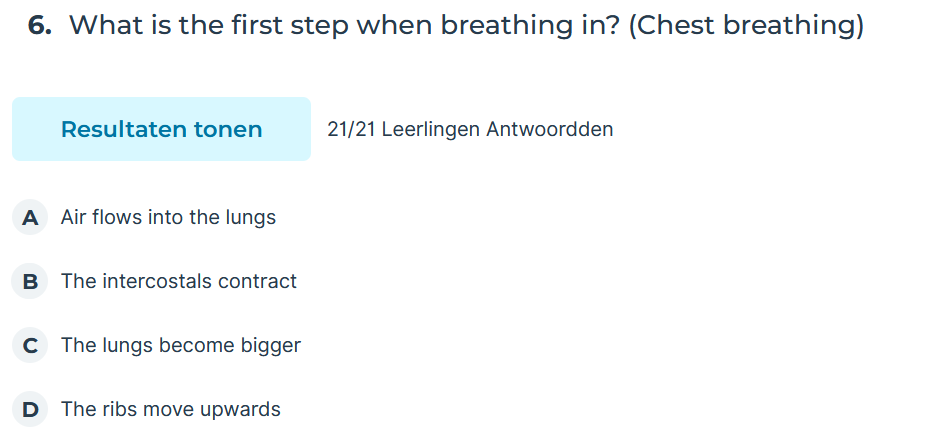 6. What is the first step when breathing in? (Chest breathing)
Resultaten tonen 21/21 Leerlingen Antwoordden
A Air flows into the lungs
B The intercostals contract
C The lungs become bigger
D The ribs move upwards